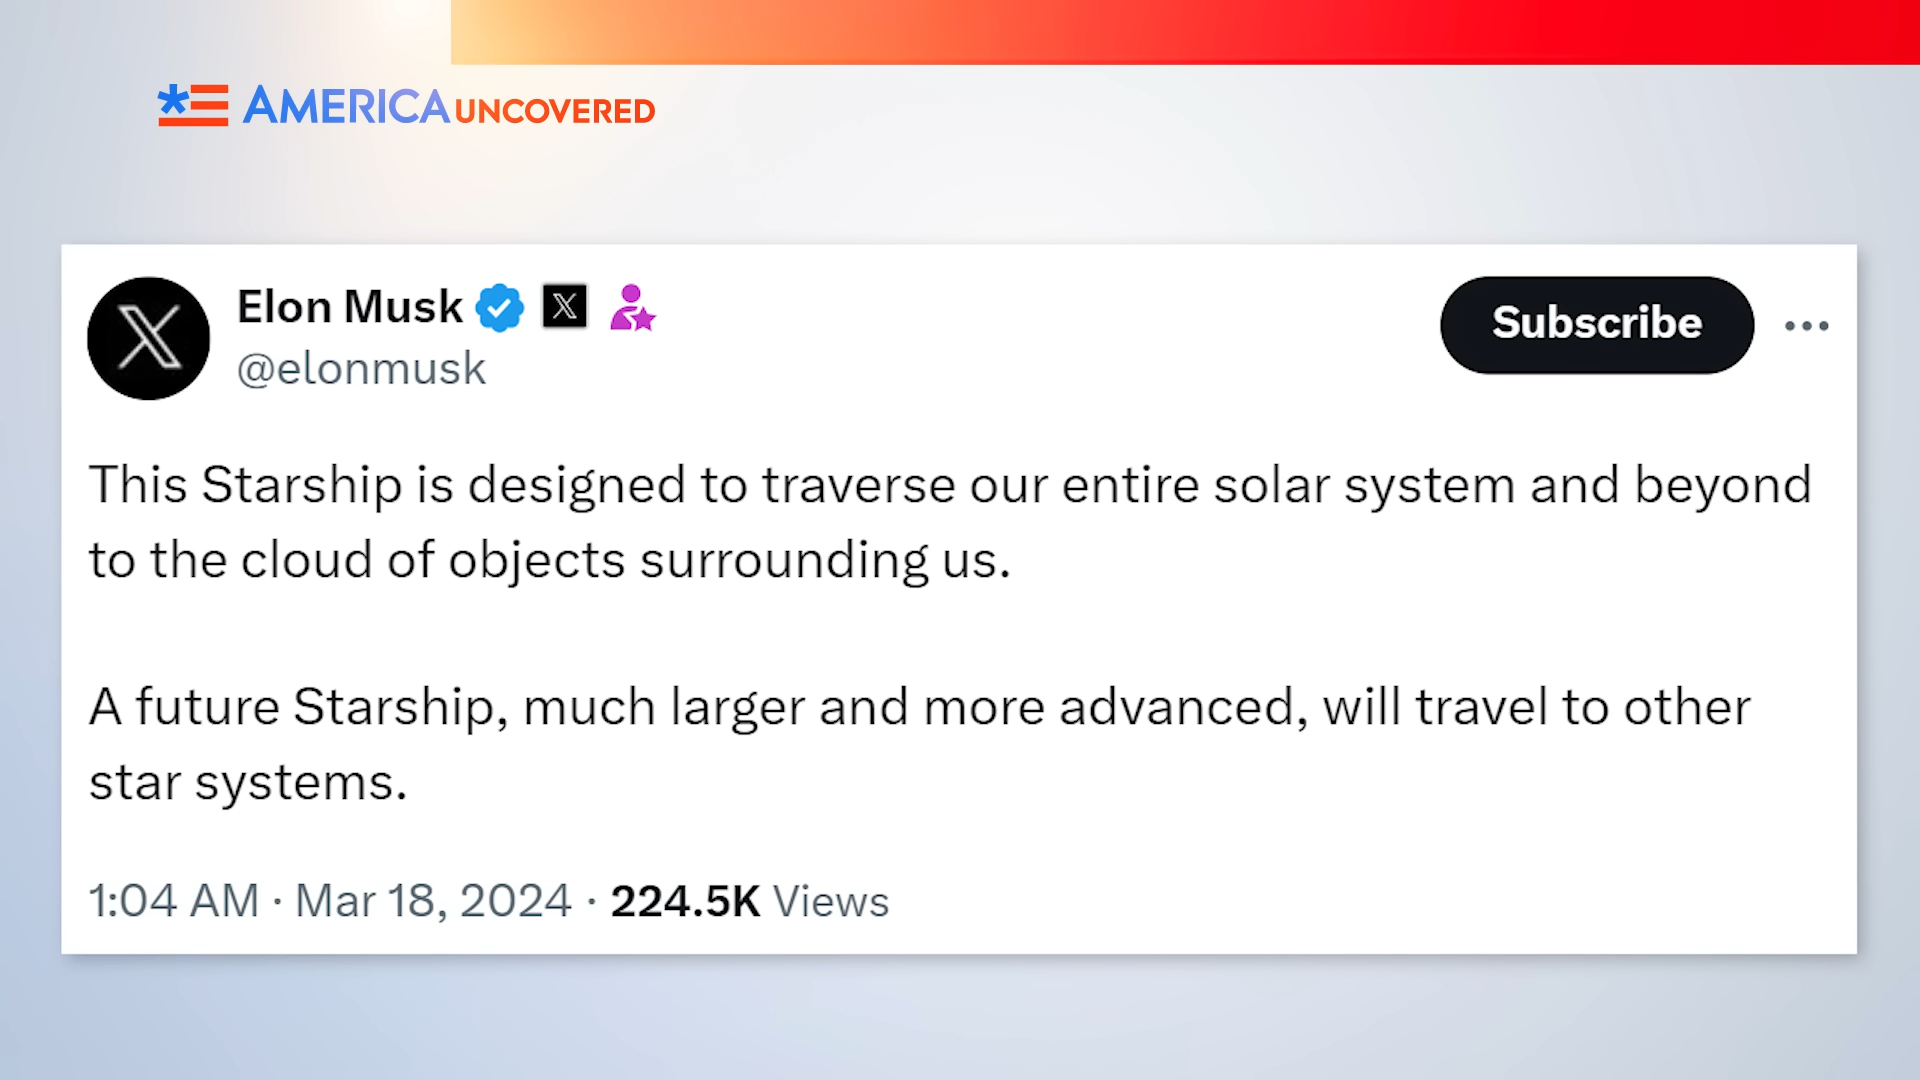 AMERICA UNCOVERED
Elon Musk
Subscribe
@elonmusk
This Starship is designed to traverse our entire solar system and beyond
to the cloud of objects surrounding us.
A future Starship, much larger and more advanced, will travel to other
star systems.
1:04 AM · Mar 18, 2024 · 224.5K Views